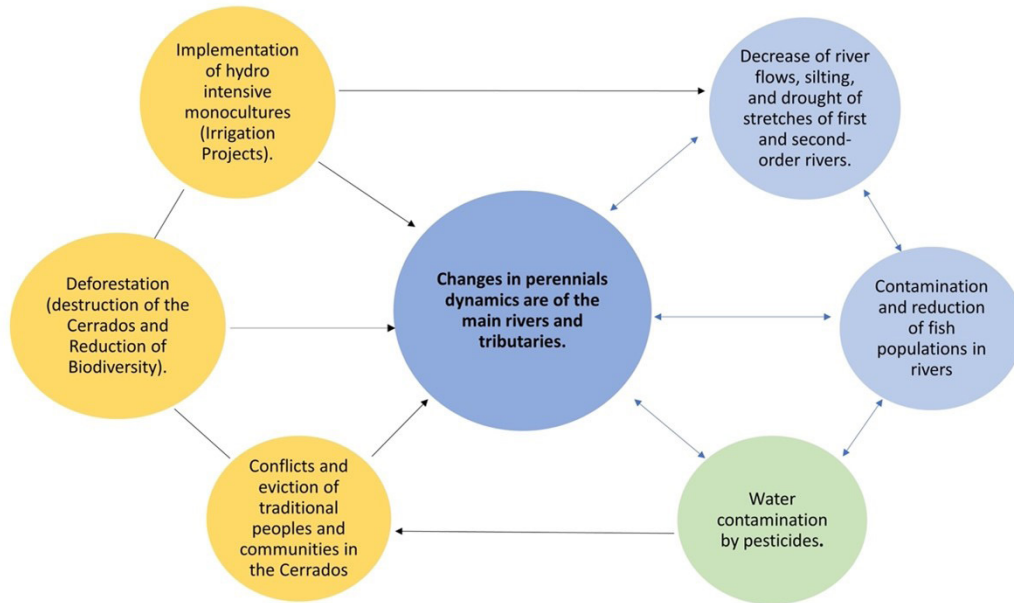 Implementation
of hydro
intensive
monocultures
(Irrigation
Projects).
Decrease of river
flows, silting,
and drought of
stretches of first
and second-
order rivers.
Deforestation
(destruction of the
Cerrados and
Reduction of
Biodiversity).
Changes in perennials
dynamics are of the
main rivers and
tributaries.
Contamination
and reduction
of fish
populations in
rivers
Conflicts and
eviction of
traditional
peoples and
communities in
the Cerrados
Water
contamination
by pesticides.